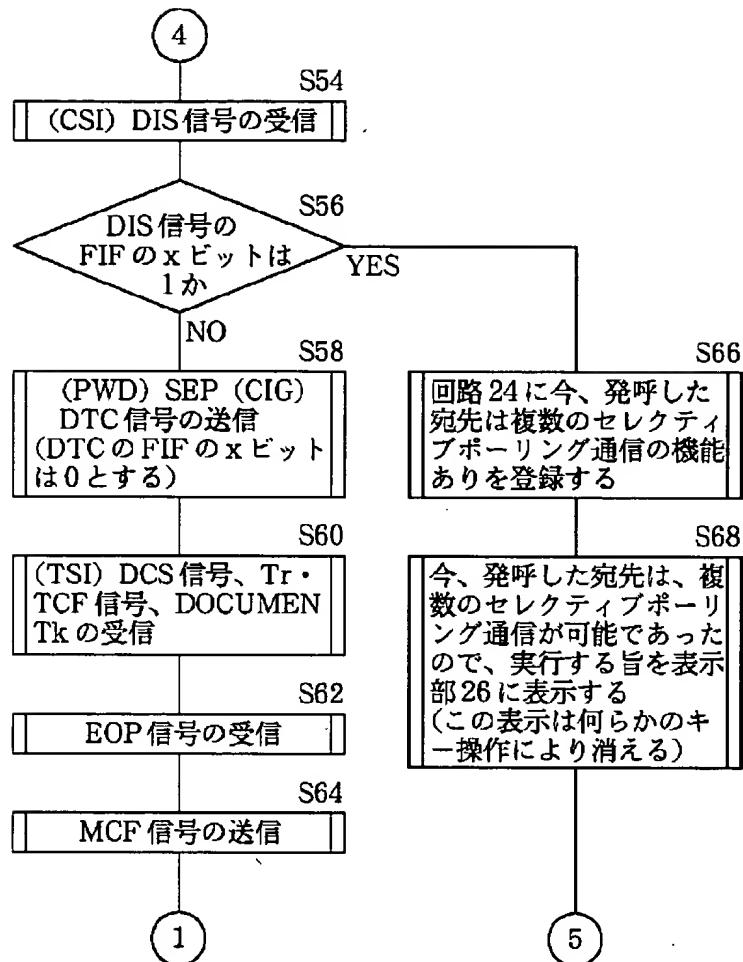 4
S54
(CSI) DIS信号の受信
S56
DIS信号の
FIFのxビットは
1か
YES
NO
S58
(PWD) SEP (CIG)
DTC信号の送信
(DTCのFIFのxビット
は0とする)
S60
(TSI) DCS信号、Tr・
TCF信号、DOCUMEN
Tkの受信
S62
EOP信号の受信
S64
MCF信号の送信
1
S66
回路24に今、発呼した
宛先は複数のセレクティ
ブポーリング通信の機能
ありを登録する
S68
今、発呼した宛先は、複
数のセレクティブポーリ
ング通信が可能であった
ので、実行する旨を表示
部26に表示する
(この表示は何らかのキ
ー操作により消える)
5